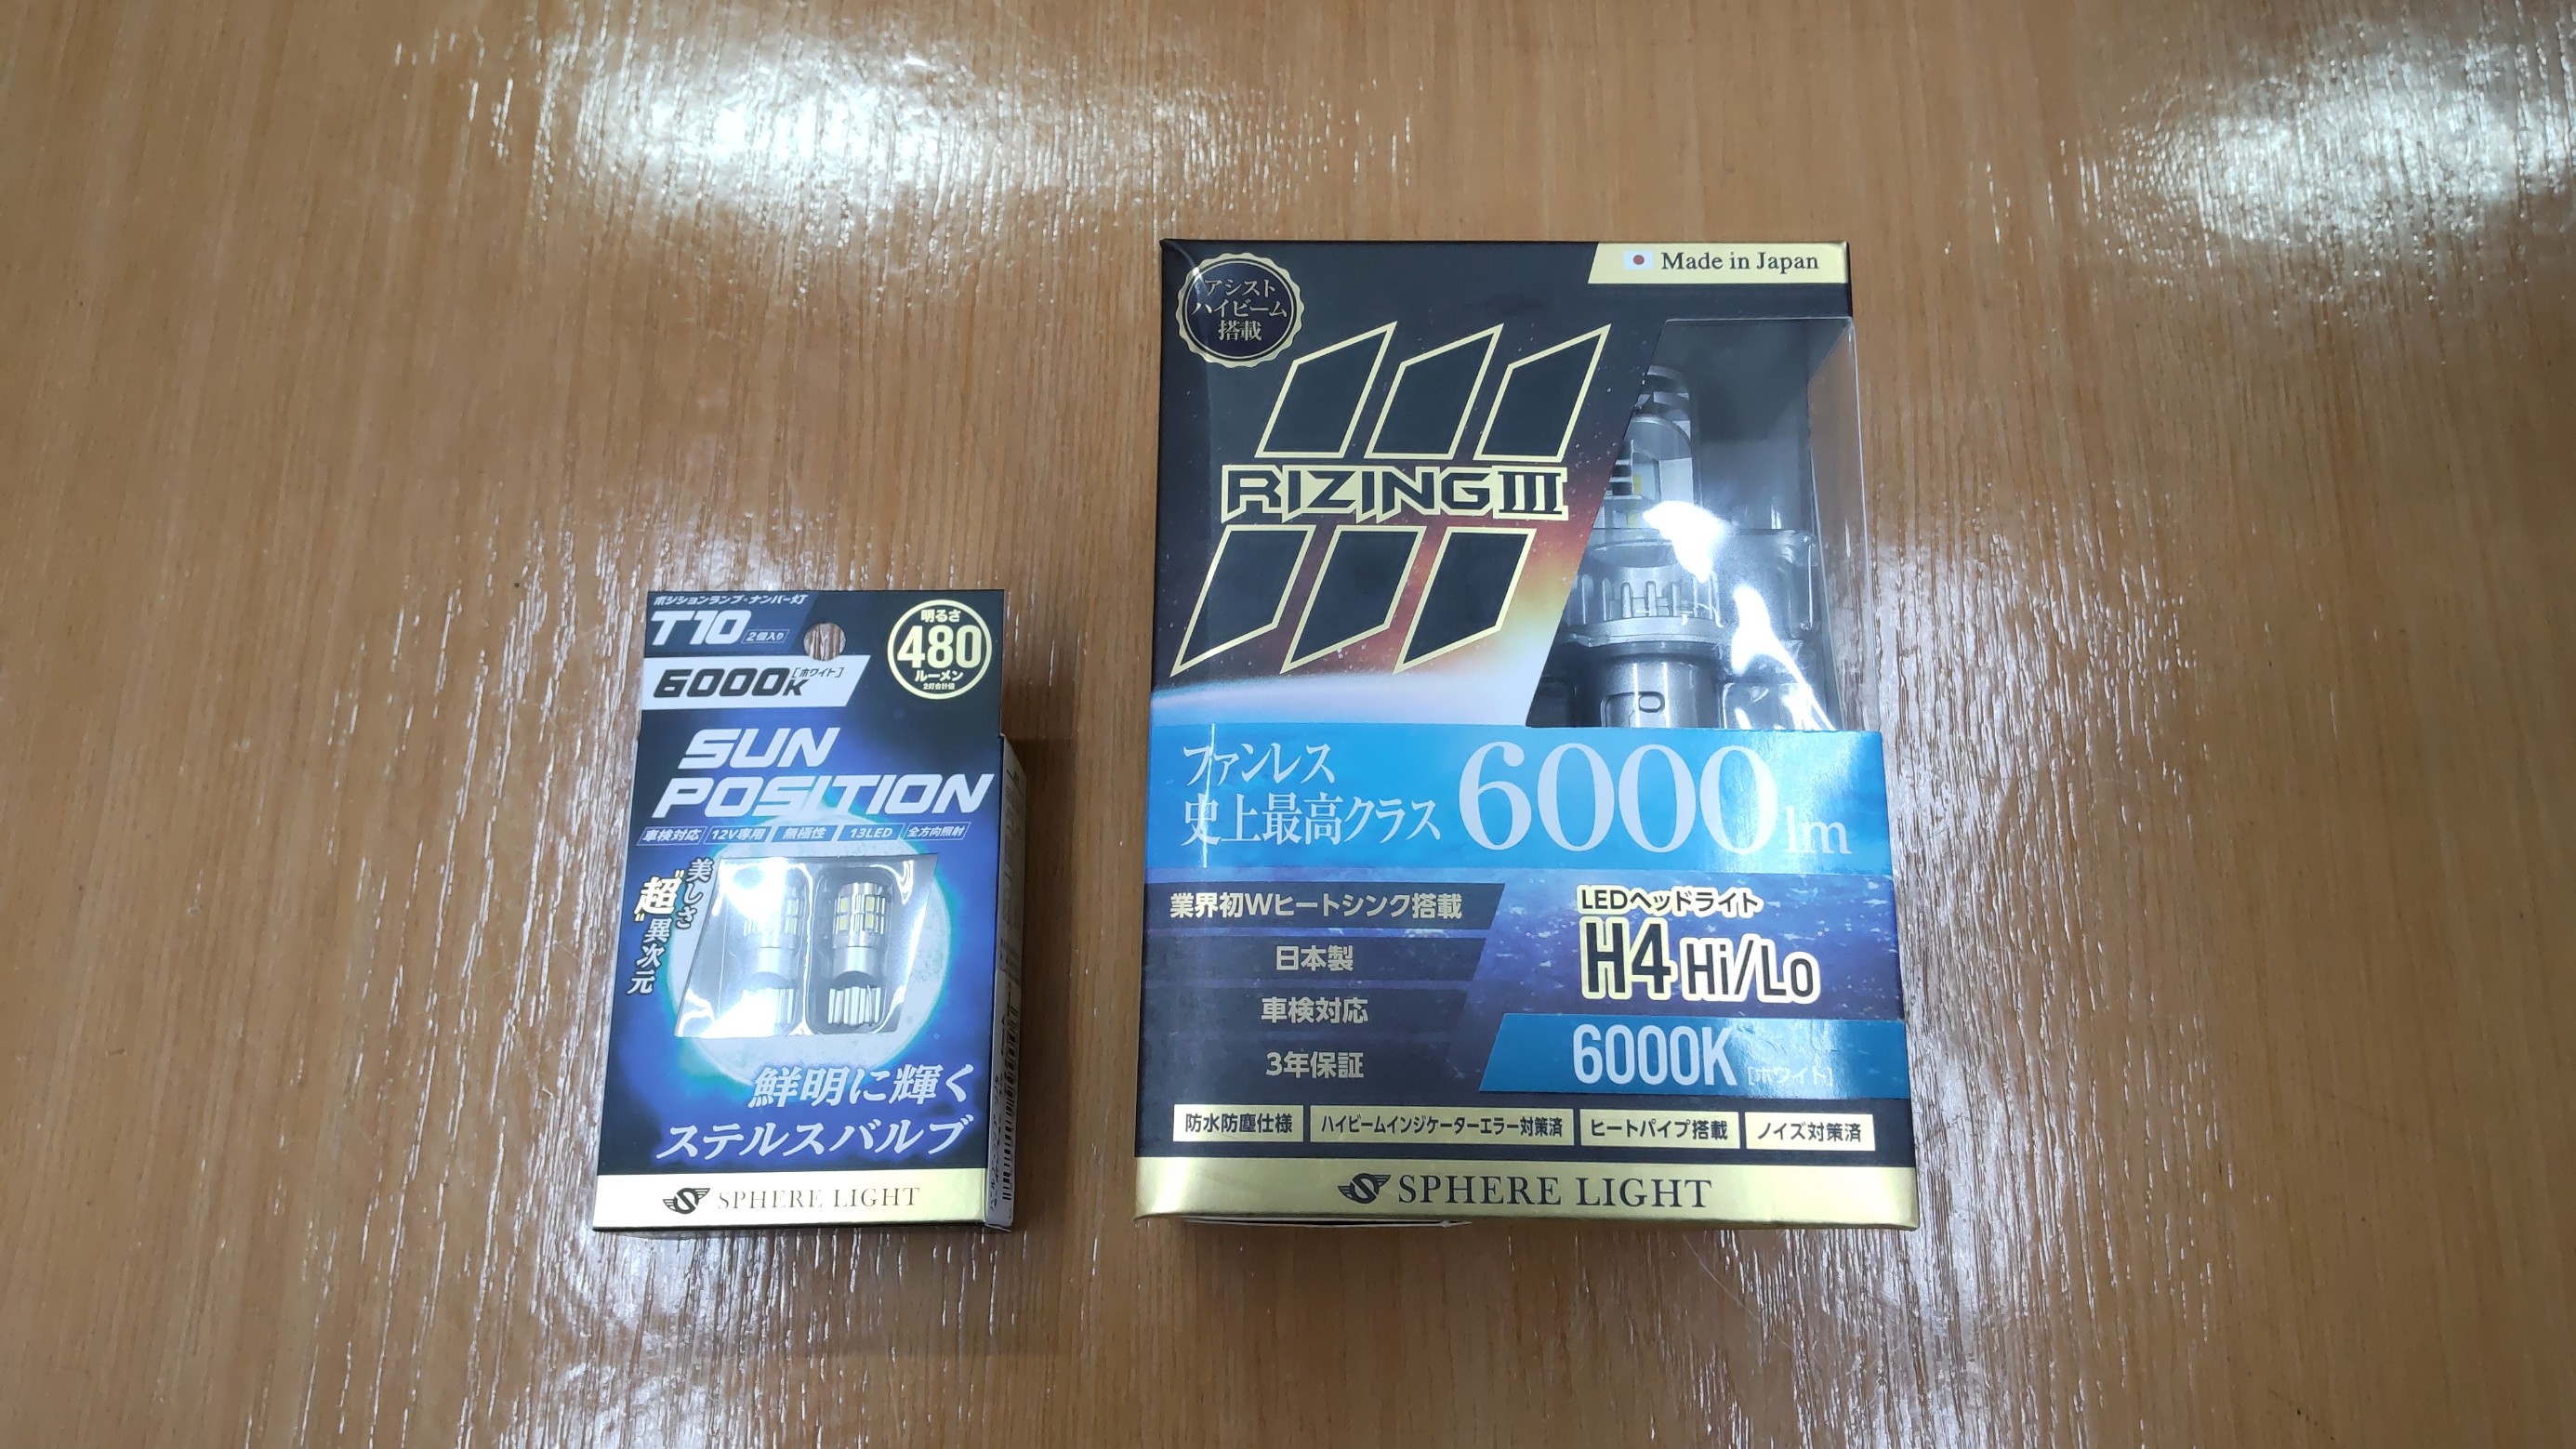 ポジションランプ・ナンバー灯
T10 2個入り
6000K [ホワイト]
明るさ
480
ルーメン
2灯合計値
SUN
POSITION
車検対応 12V専用 無極性 13LED 全方向照射
美しさ
"超"異次元
鮮明に輝く
ステルスバルブ
SPHERE LIGHT
アシスト
ハイビーム
搭載
Made in Japan
RIZING III
ファンレス
史上最高クラス
6000lm
業界初Wヒートシンク搭載
日本製
車検対応
3年保証
LEDヘッドライト
H4 Hi/Lo
6000K [ホワイト]
防水防塵仕様 ハイビームインジケーターエラー対策済 ヒートパイプ搭載 ノイズ対策済
SPHERE LIGHT